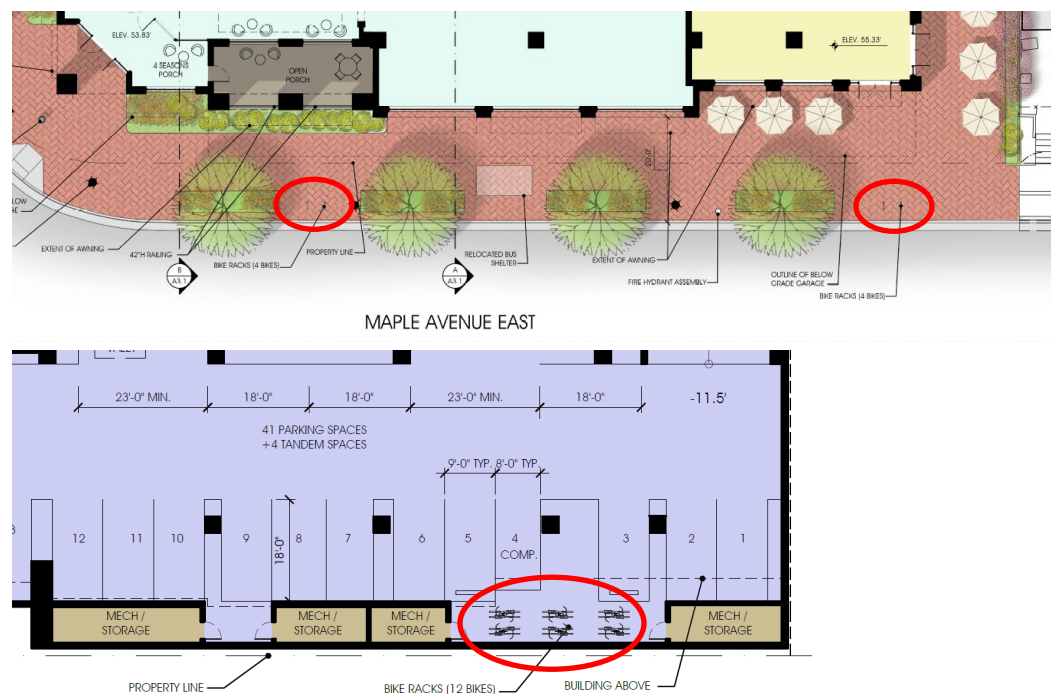 ELEV. 53.83'
4 SEASONS
PORCH
OPEN
PORCH
ELEV. 55.33'
20'-0"
EXTENT OF AWNING
42"H RAILING
BIKE RACKS (4 BIKES)
PROPERTY LINE
RELOCATED BUS
SHELTER
EXTENT OF AWNING
FIRE HYDRANT ASSEMBLY
OUTLINE OF BELOW
GRADE GARAGE
BIKE RACKS (4 BIKES)
B
A3.1
A
A3.1
MAPLE AVENUE EAST
23'-0" MIN.
18'-0"
18'-0"
23'-0" MIN.
18'-0"
-11.5'
41 PARKING SPACES
+4 TANDEM SPACES
9'-0" TYP.
8'-0" TYP.
12
11
10
9
18'-0"
8
7
6
5
4
COMP.
3
2
1
MECH /
STORAGE
MECH /
STORAGE
MECH /
STORAGE
MECH /
STORAGE
PROPERTY LINE
BIKE RACKS (12 BIKES)
BUILDING ABOVE